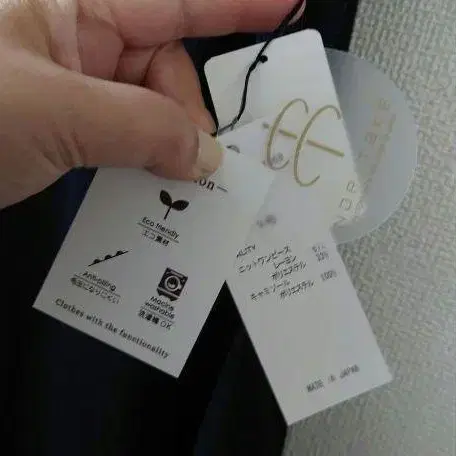 on
Eco friendly
エコ素材
Anti-pilling
毛玉になりにくい
Machine washable
洗濯機OK
Clothes with the functionality
ALITY
ニットワンピース
レーヨン
ポリエステル
キャミソール
ポリエステル 100%
MADE IN JAPAN